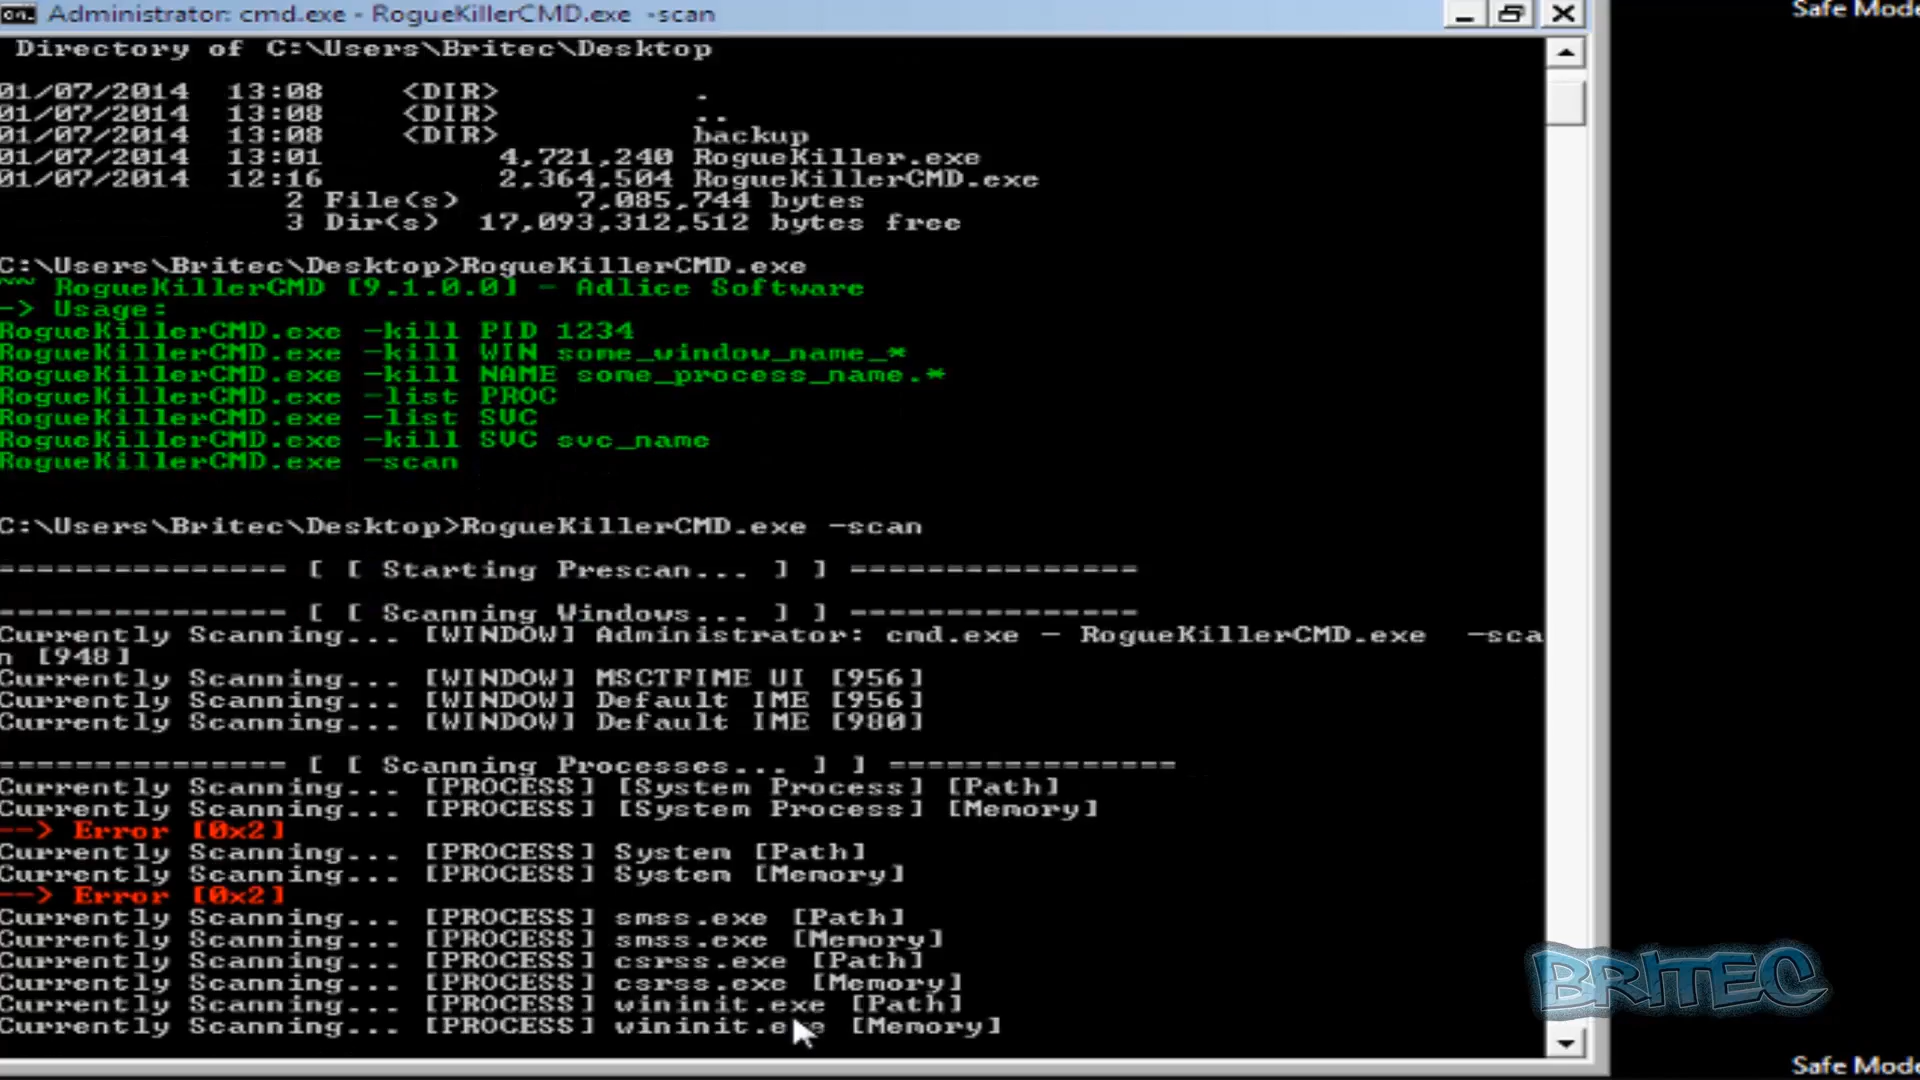 Administrator: cmd.exe - RogueKillerCMD.exe -scan
Safe Mode
Directory of C:\Users\Britec\Desktop
01/07/2014 13:08 <DIR> .
01/07/2014 13:08 <DIR> ..
01/07/2014 13:08 <DIR> backup
01/07/2014 13:01 4,721,240 RogueKiller.exe
01/07/2014 12:16 2,364,504 RogueKillerCMD.exe
2 File(s) 7,085,744 bytes
3 Dir(s) 17,093,312,512 bytes free
C:\Users\Britec\Desktop>RogueKillerCMD.exe
~~ RogueKillerCMD [9.1.0.0] - Adlice Software
-> Usage:
RogueKillerCMD.exe -kill PID 1234
RogueKillerCMD.exe -kill WIN some_window_name_*
RogueKillerCMD.exe -kill NAME some_process_name.*
RogueKillerCMD.exe -list PROC
RogueKillerCMD.exe -list SVC
RogueKillerCMD.exe -kill SVC svc_name
RogueKillerCMD.exe -scan
C:\Users\Britec\Desktop>RogueKillerCMD.exe -scan
--------------- [ [ Starting Prescan... ] ] ---------------
--------------- [ [ Scanning Windows... ] ] ---------------
Currently Scanning... [WINDOW] Administrator: cmd.exe - RogueKillerCMD.exe -sca
n [948]
Currently Scanning... [WINDOW] MSCTFIME UI [956]
Currently Scanning... [WINDOW] Default IME [956]
Currently Scanning... [WINDOW] Default IME [980]
--------------- [ [ Scanning Processes... ] ] ---------------
Currently Scanning... [PROCESS] [System Process] [Path]
Currently Scanning... [PROCESS] [System Process] [Memory]
--> Error [0x2]
Currently Scanning... [PROCESS] System [Path]
Currently Scanning... [PROCESS] System [Memory]
--> Error [0x2]
Currently Scanning... [PROCESS] smss.exe [Path]
Currently Scanning... [PROCESS] smss.exe [Memory]
Currently Scanning... [PROCESS] csrss.exe [Path]
Currently Scanning... [PROCESS] csrss.exe [Memory]
Currently Scanning... [PROCESS] wininit.exe [Path]
Currently Scanning... [PROCESS] wininit.exe [Memory]
BRITEC
Safe Mode